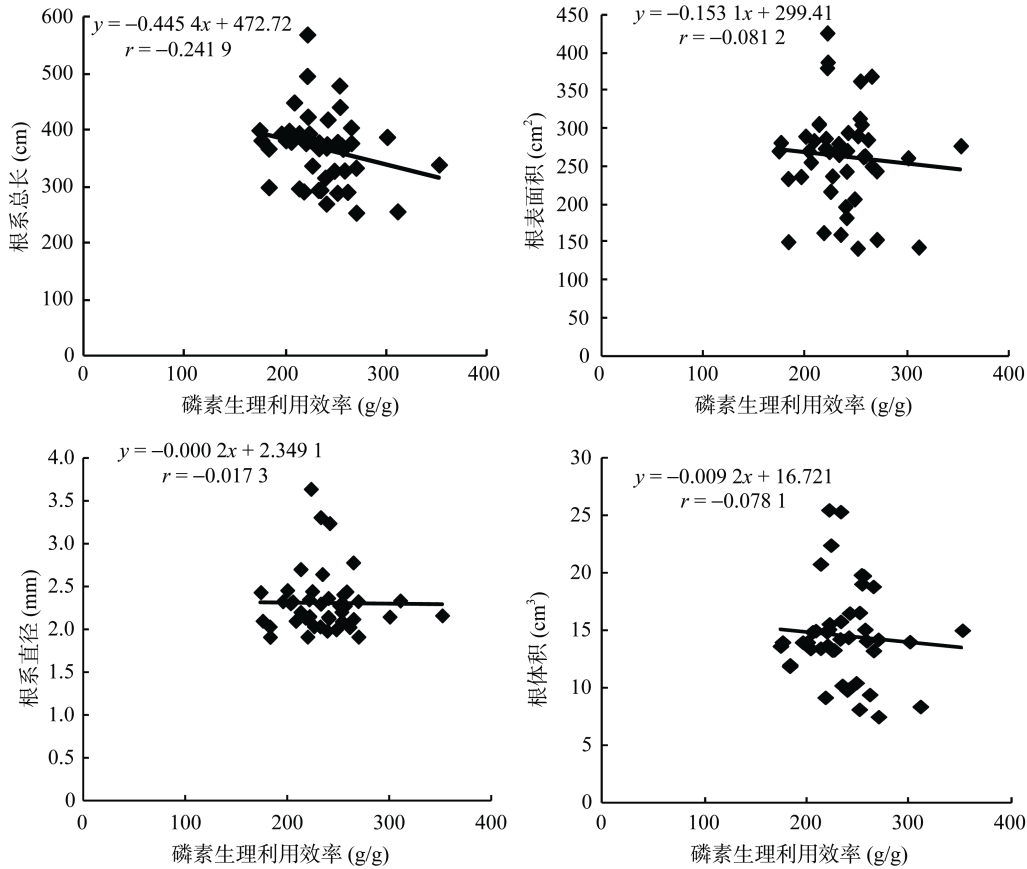 y = −0.445 4x + 472.72
r = −0.241 9
600
500
400
300
200
100
0
根系总长 (cm)
0 100 200 300 400
磷素生理利用效率 (g/g)
y = −0.153 1x + 299.41
r = −0.081 2
450
400
350
300
250
200
150
100
50
0
根表面积 (cm²)
0 100 200 300 400
磷素生理利用效率 (g/g)
y = −0.000 2x + 2.349 1
r = −0.017 3
4.0
3.5
3.0
2.5
2.0
1.5
1.0
0.5
0
根系直径 (mm)
0 100 200 300 400
磷素生理利用效率 (g/g)
y = −0.009 2x + 16.721
r = −0.078 1
30
25
20
15
10
5
0
根体积 (cm³)
0 100 200 300 400
磷素生理利用效率 (g/g)